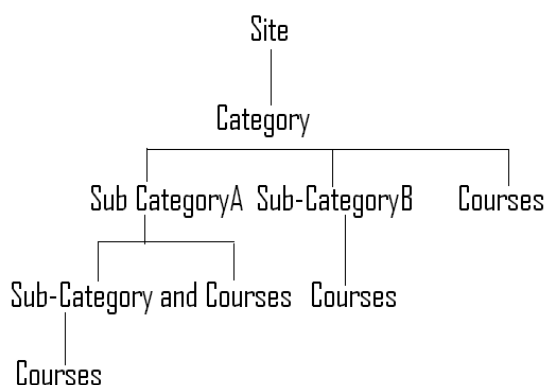 Site
Category
Sub CategoryA Sub-CategoryB Courses
Sub-Category and Courses Courses
Courses